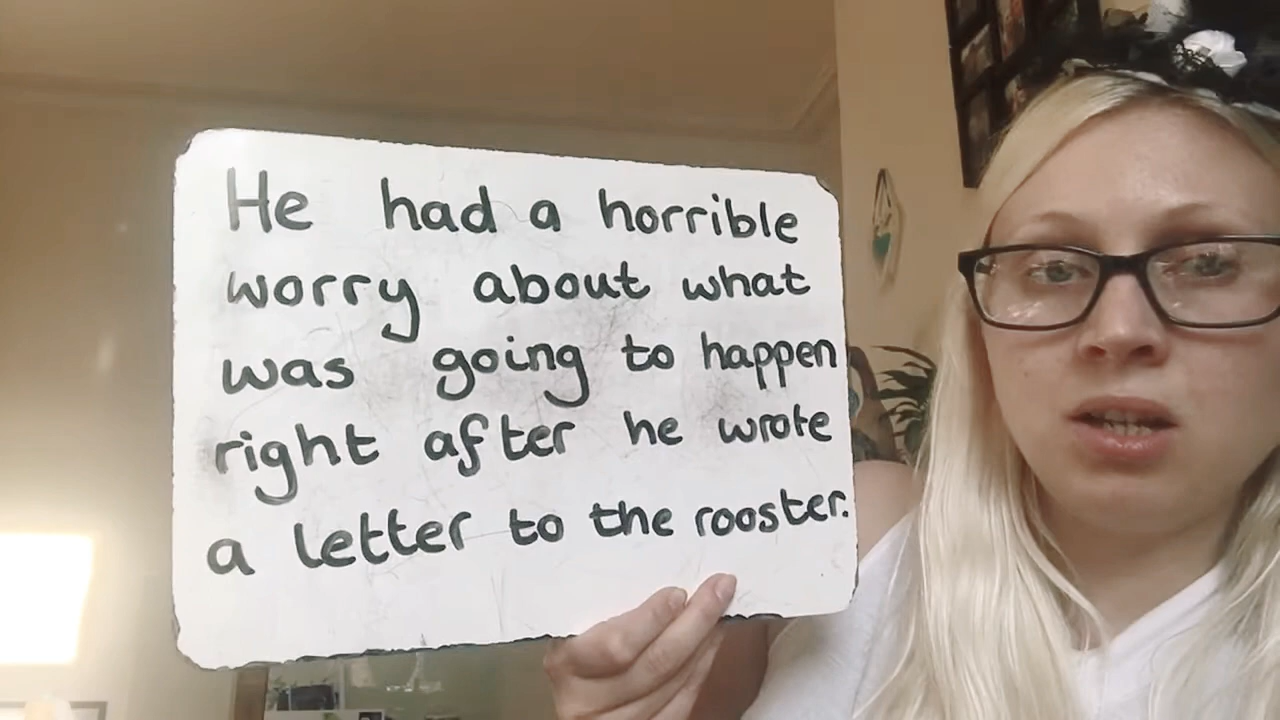 He had a horrible
worry about what
was going to happen
right after he wrote
a letter to the rooster.